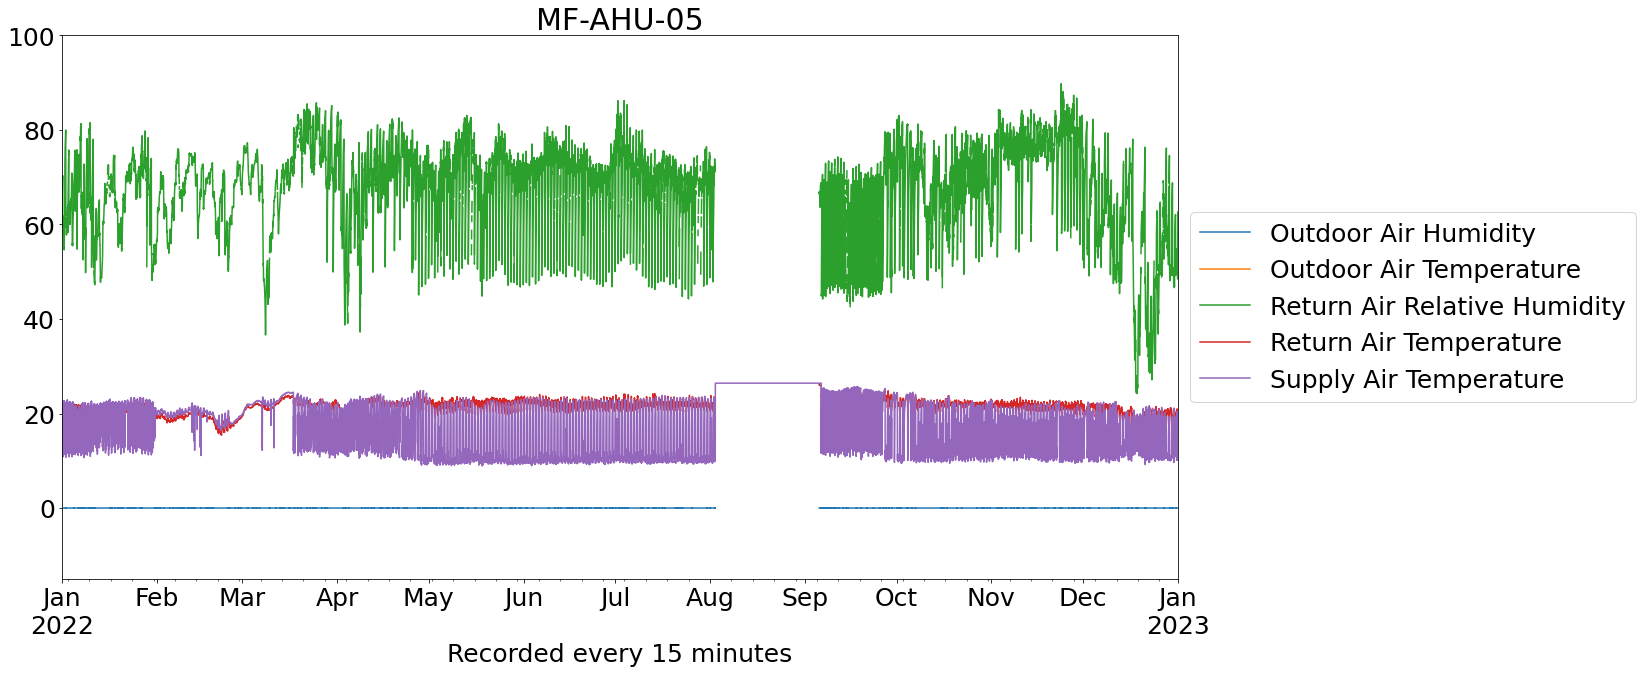 MF-AHU-05
100
80
60
40
20
0
Jan Feb Mar Apr May Jun Jul Aug Sep Oct Nov Dec Jan
2022 2023
Recorded every 15 minutes
Outdoor Air Humidity
Outdoor Air Temperature
Return Air Relative Humidity
Return Air Temperature
Supply Air Temperature